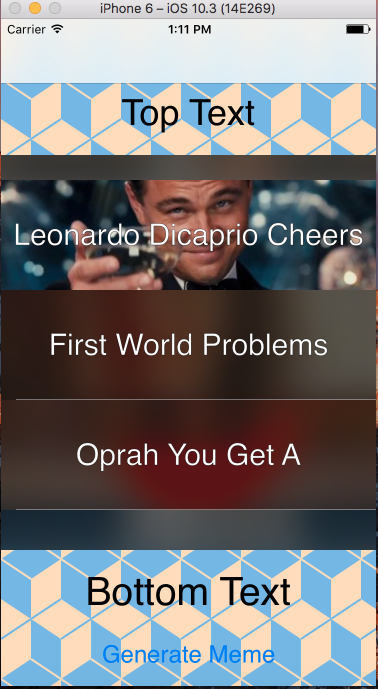 iPhone 6 – iOS 10.3 (14E269)
Carrier 1:11 PM
Top Text
Leonardo Dicaprio Cheers
First World Problems
Oprah You Get A
Bottom Text
Generate Meme